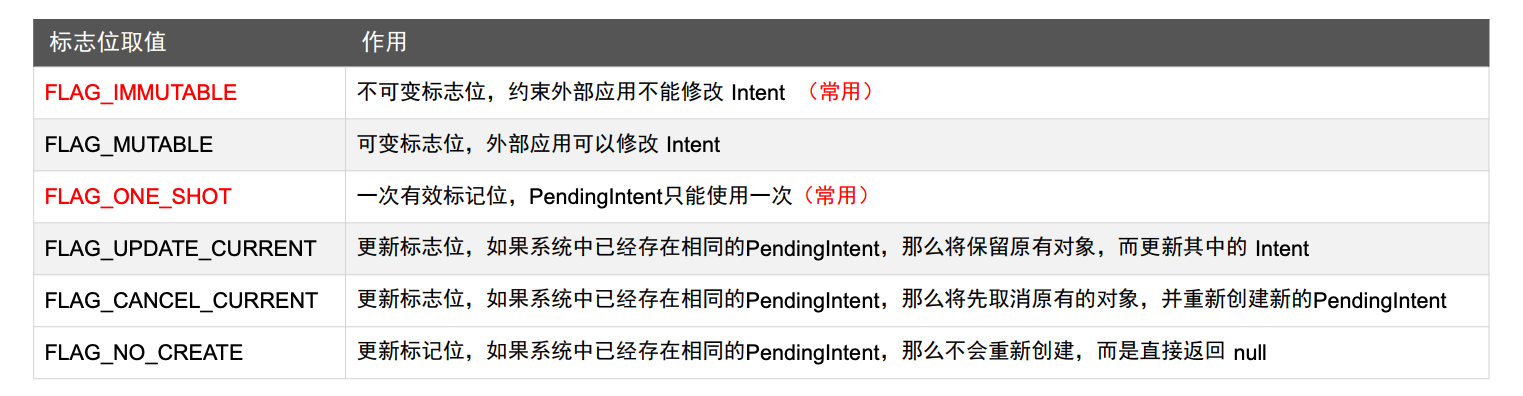 标志位取值 作用
FLAG_IMMUTABLE 不可变标志位，约束外部应用不能修改 Intent （常用）
FLAG_MUTABLE 可变标志位，外部应用可以修改 Intent
FLAG_ONE_SHOT 一次有效标记位，PendingIntent只能使用一次（常用）
FLAG_UPDATE_CURRENT 更新标志位，如果系统中已经存在相同的PendingIntent，那么将保留原有对象，而更新其中的 Intent
FLAG_CANCEL_CURRENT 更新标志位，如果系统中已经存在相同的PendingIntent，那么将先取消原有的对象，并重新创建新的PendingIntent
FLAG_NO_CREATE 更新标记位，如果系统中已经存在相同的PendingIntent，那么不会重新创建，而是直接返回 null